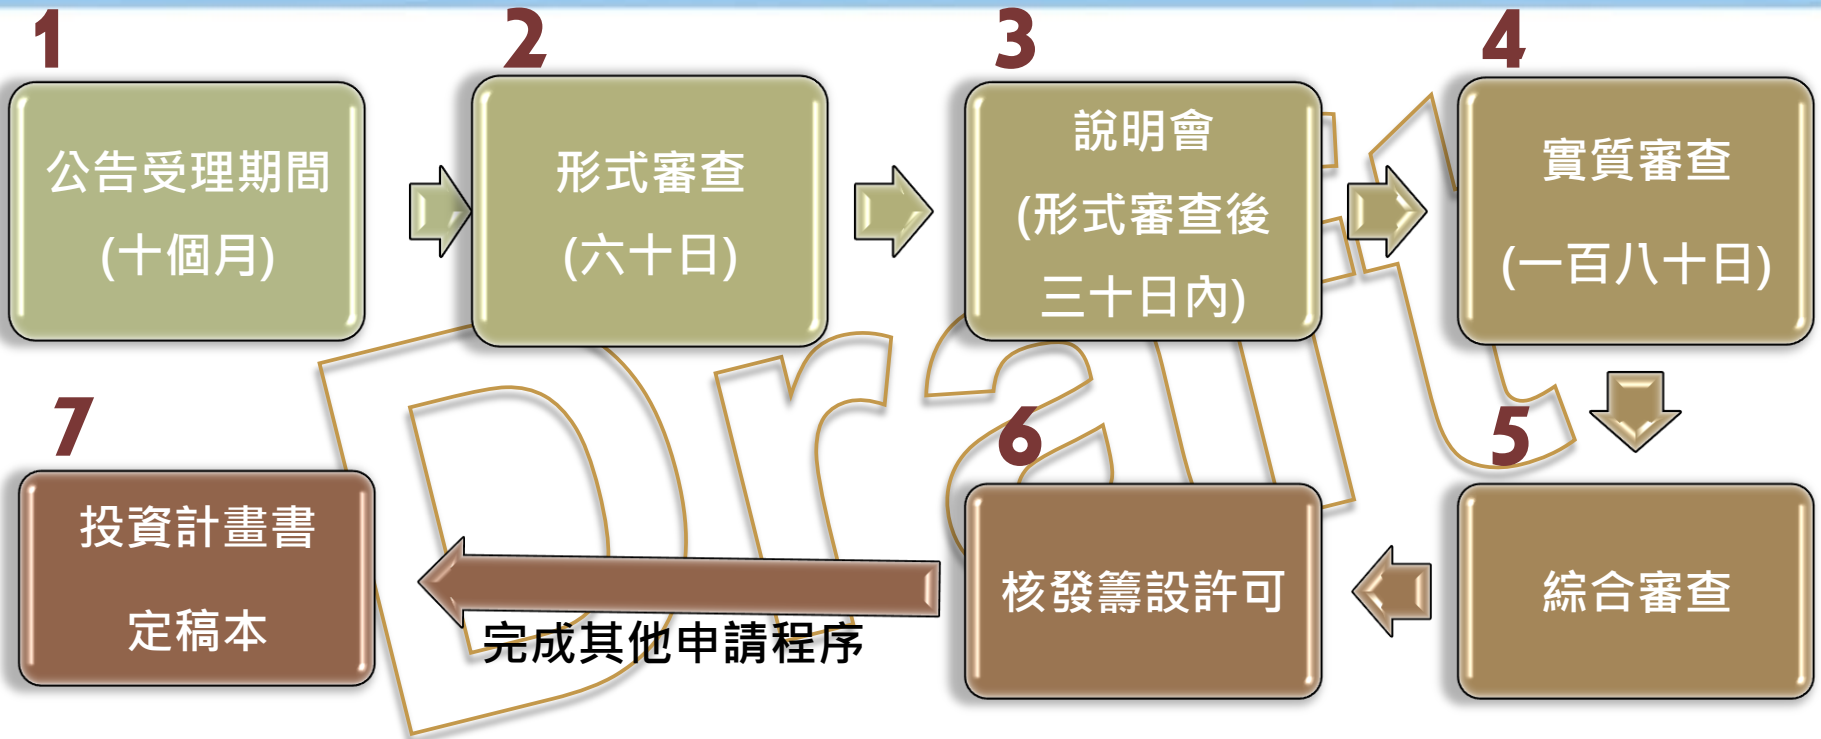 1
公告受理期間
(十個月)
2
形式審查
(六十日)
3
說明會
(形式審查後
三十日內)
4
實質審查
(一百八十日)
5
綜合審查
6
核發籌設許可
完成其他申請程序
7
投資計畫書
定稿本
Draft